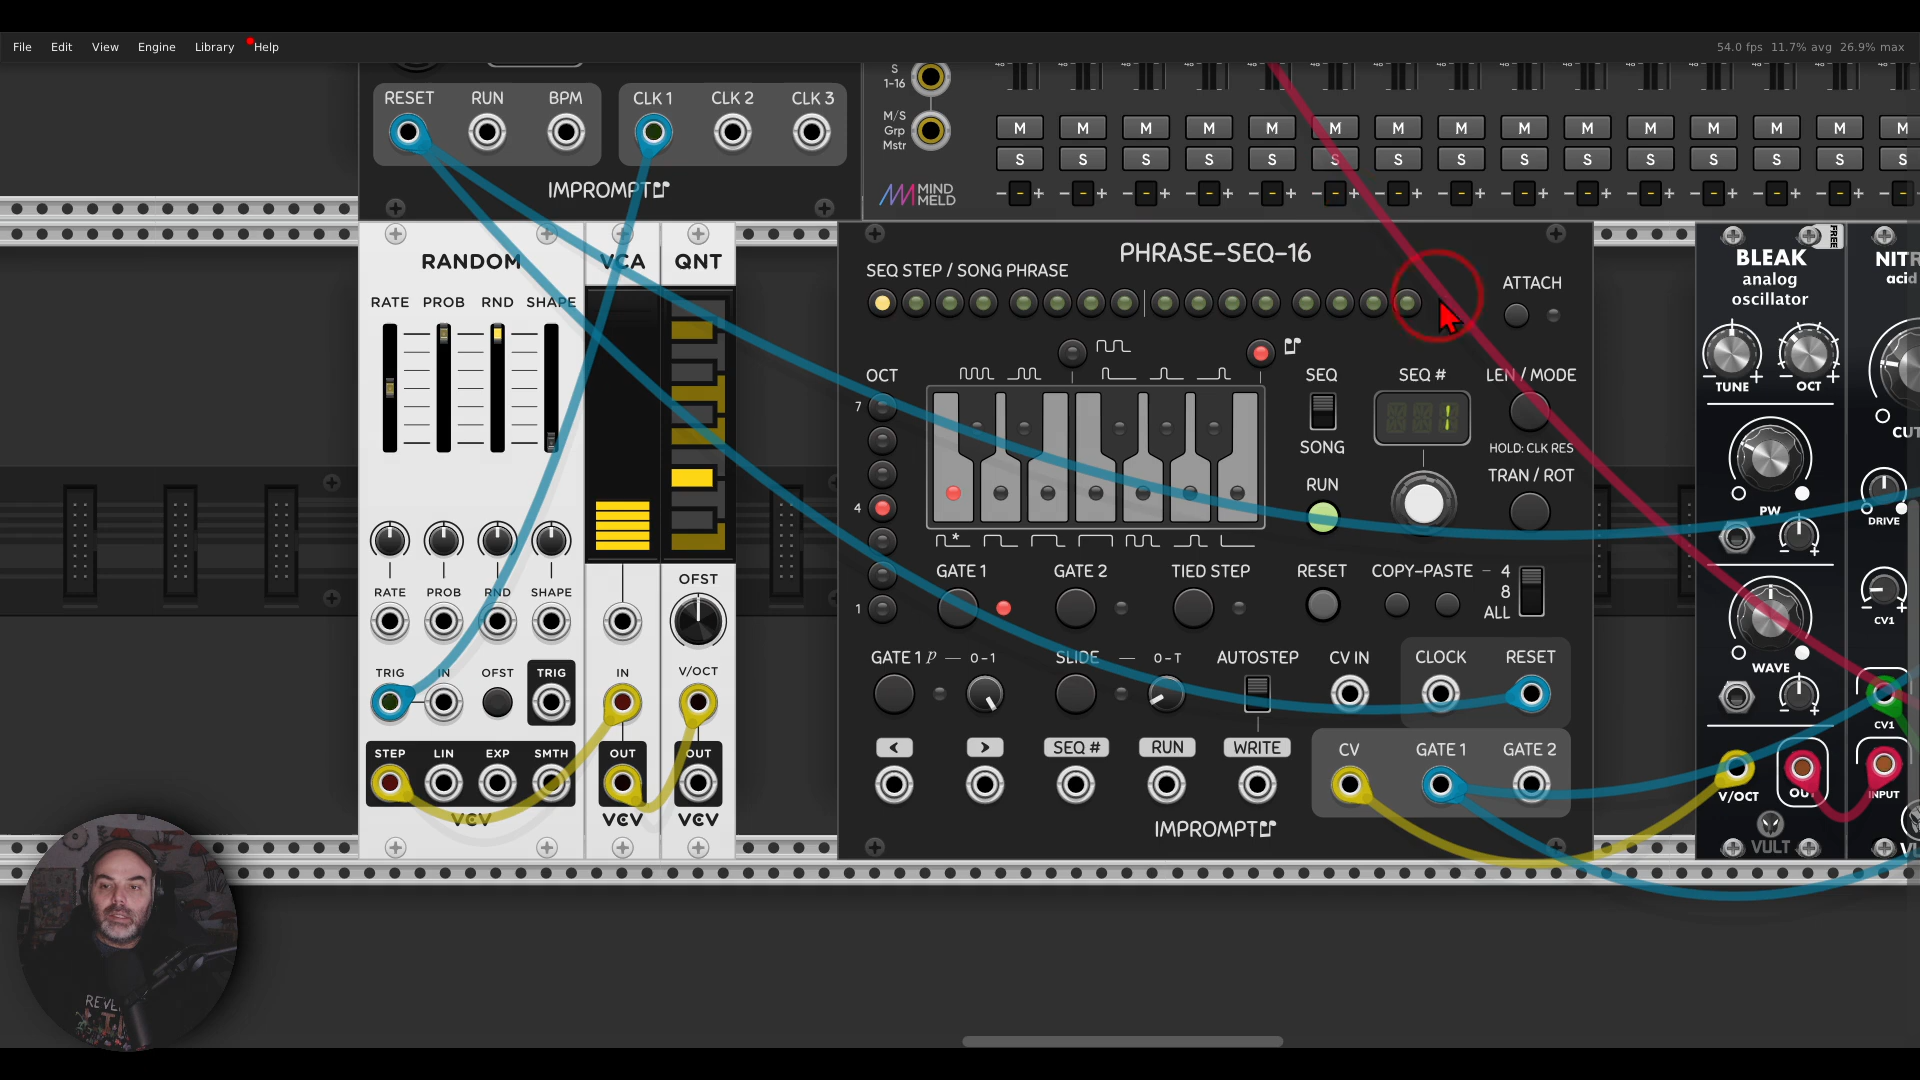 File Edit View Engine Library Help
54.0 fps 11.7% avg 26.9% max
RESET RUN BPM CLK 1 CLK 2 CLK 3
IMPROMPT
S
1-16
M/S
Grp
Mstr
M M M M M M M M M M M M M M M
S S S S S S S S S S S S S S S
- - + - - + - - + - - + - - + - - + - - + - - + - - + - - + - - + - - + - - + - - + -
MIND
MELD
RANDOM
RATE PROB RND SHAPE
RATE PROB RND SHAPE
TRIG IN OFST TRIG
STEP LIN EXP SMTH
VCV
VCA
IN
OUT
VCV
QNT
OFST
V/OCT
OUT
VCV
PHRASE-SEQ-16
SEQ STEP / SONG PHRASE
ATTACH
OCT
7
4
1
SEQ
SONG
SEQ #
1
LEN / MODE
HOLD: CLK RES
RUN
TRAN / ROT
GATE 1 GATE 2 TIED STEP RESET COPY-PASTE
4
8
ALL
GATE 1 p 0-1 SLIDE 0-T AUTOSTEP CV IN CLOCK RESET
< > SEQ # RUN WRITE CV GATE 1 GATE 2
IMPROMPT
FREE
BLEAK
analog
oscillator
TUNE OCT
PW
- +
WAVE
- +
V/OCT OUT
VULT
acid
DRIVE
- +
CV1
CV1
INPUT
REVE